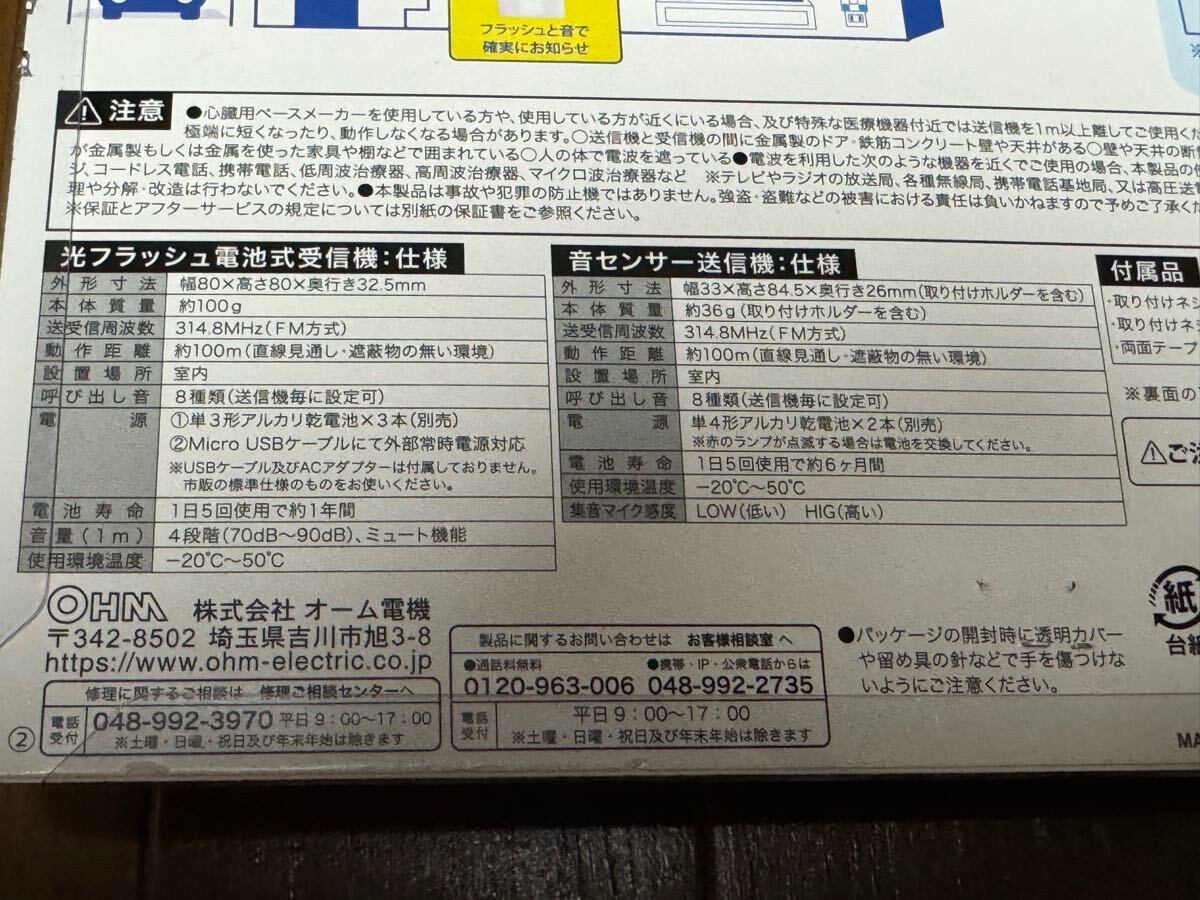 フラッシュと音で
確実にお知らせ
注意
●心臓用ペースメーカーを使用している方や、使用している方が近くにいる場合、及び特殊な医療機器付近では送信機を1m以上離してご使用くだ
極端に短くなったり、動作しなくなる場合があります。○送信機と受信機の間に金属製のドア・鉄筋コンクリート壁や天井がある○壁や天井の断
が金属製もしくは金属を使った家具や棚などで囲まれている○人の体で電波を遮っている●電波を利用した次のような機器を近くでご使用の場合、本製品の使
ジ、コードレス電話、携帯電話、低周波治療器、高周波治療器、マイクロ波治療器など ※テレビやラジオの放送局、各種無線局、携帯電話基地局、又は高圧送電
理や分解・改造は行わないでください。●本製品は事故や犯罪の防止機ではありません。強盗・盗難などの被害における責任は負いかねますので予めご了承くだ
※保証とアフターサービスの規定については別紙の保証書をご参照ください。
光フラッシュ電池式受信機:仕様
外形寸法 幅80×高さ80×奥行き32.5mm
本体質量 約100g
送受信周波数 314.8MHz(FM方式)
動作距離 約100m(直線見通し・遮蔽物の無い環境)
設置場所 室内
呼び出し音 8種類(送信機毎に設定可)
電源 ①単3形アルカリ乾電池×3本(別売)
②Micro USBケーブルにて外部常時電源対応
※USBケーブル及びACアダプターは付属しておりません。
市販の標準仕様のものをお使いください。
電池寿命 1日5回使用で約1年間
音量(1m) 4段階(70dB～90dB)、ミュート機能
使用環境温度 −20℃～50℃
音センサー送信機:仕様
外形寸法 幅33×高さ84.5×奥行き26mm(取り付けホルダーを含む)
本体質量 約36g(取り付けホルダーを含む)
送受信周波数 314.8MHz(FM方式)
動作距離 約100m(直線見通し・遮蔽物の無い環境)
設置場所 室内
呼び出し音 8種類(送信機毎に設定可)
電源 単4形アルカリ乾電池×2本(別売)
※赤のランプが点滅する場合は電池を交換してください。
電池寿命 1日5回使用で約6ヶ月間
使用環境温度 −20℃～50℃
集音マイク感度 LOW(低い) HIG(高い)
付属品
・取り付けネジ
・取り付けネ
・両面テープ
※裏面の
ご注
OHM 株式会社 オーム電機
〒342-8502 埼玉県吉川市旭3-8
https://www.ohm-electric.co.jp
修理に関するご相談は 修理ご相談センターへ
電話受付 048-992-3970 平日9:00～17:00
※土曜・日曜・祝日及び年末年始は除きます
②
製品に関するお問い合わせは お客様相談室へ
●通話料無料 ●携帯・IP・公衆電話からは
0120-963-006 048-992-2735
電話受付 平日9:00～17:00
※土曜・日曜・祝日及び年末年始は除きます
●パッケージの開封時に透明カバー
や留め具の針などで手を傷つけな
いようにご注意ください。
紙
台紙
MA